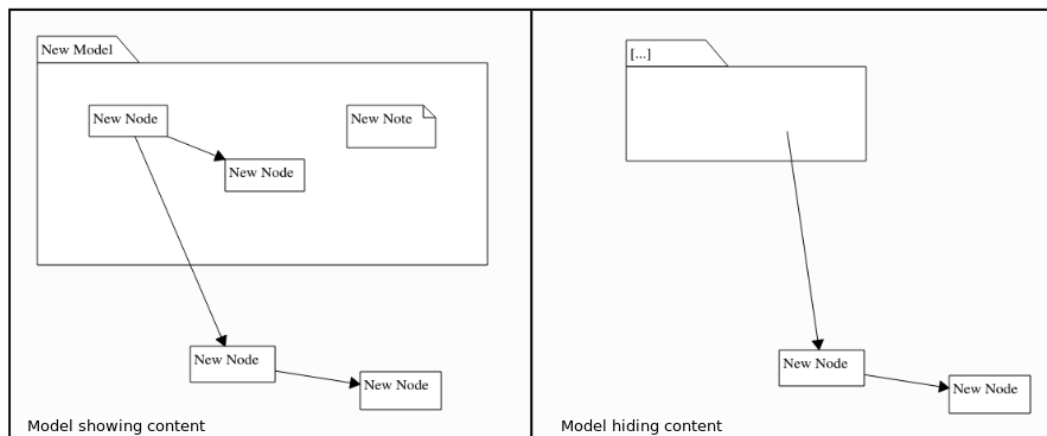 New Model
New Node
New Note
New Node
New Node
New Node
Model showing content
[...]
New Node
New Node
Model hiding content